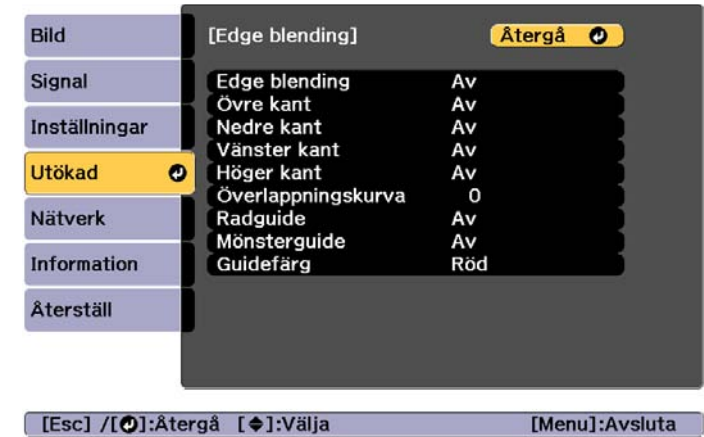 Bild
Signal
Inställningar
Utökad
Nätverk
Information
Återställ
[Edge blending]
Återgå
Edge blending Av
Övre kant Av
Nedre kant Av
Vänster kant Av
Höger kant Av
Överlappningskurva 0
Radguide Av
Mönsterguide Av
Guidefärg Röd
[Esc] /[↵]:Återgå [◆]:Välja [Menu]:Avsluta